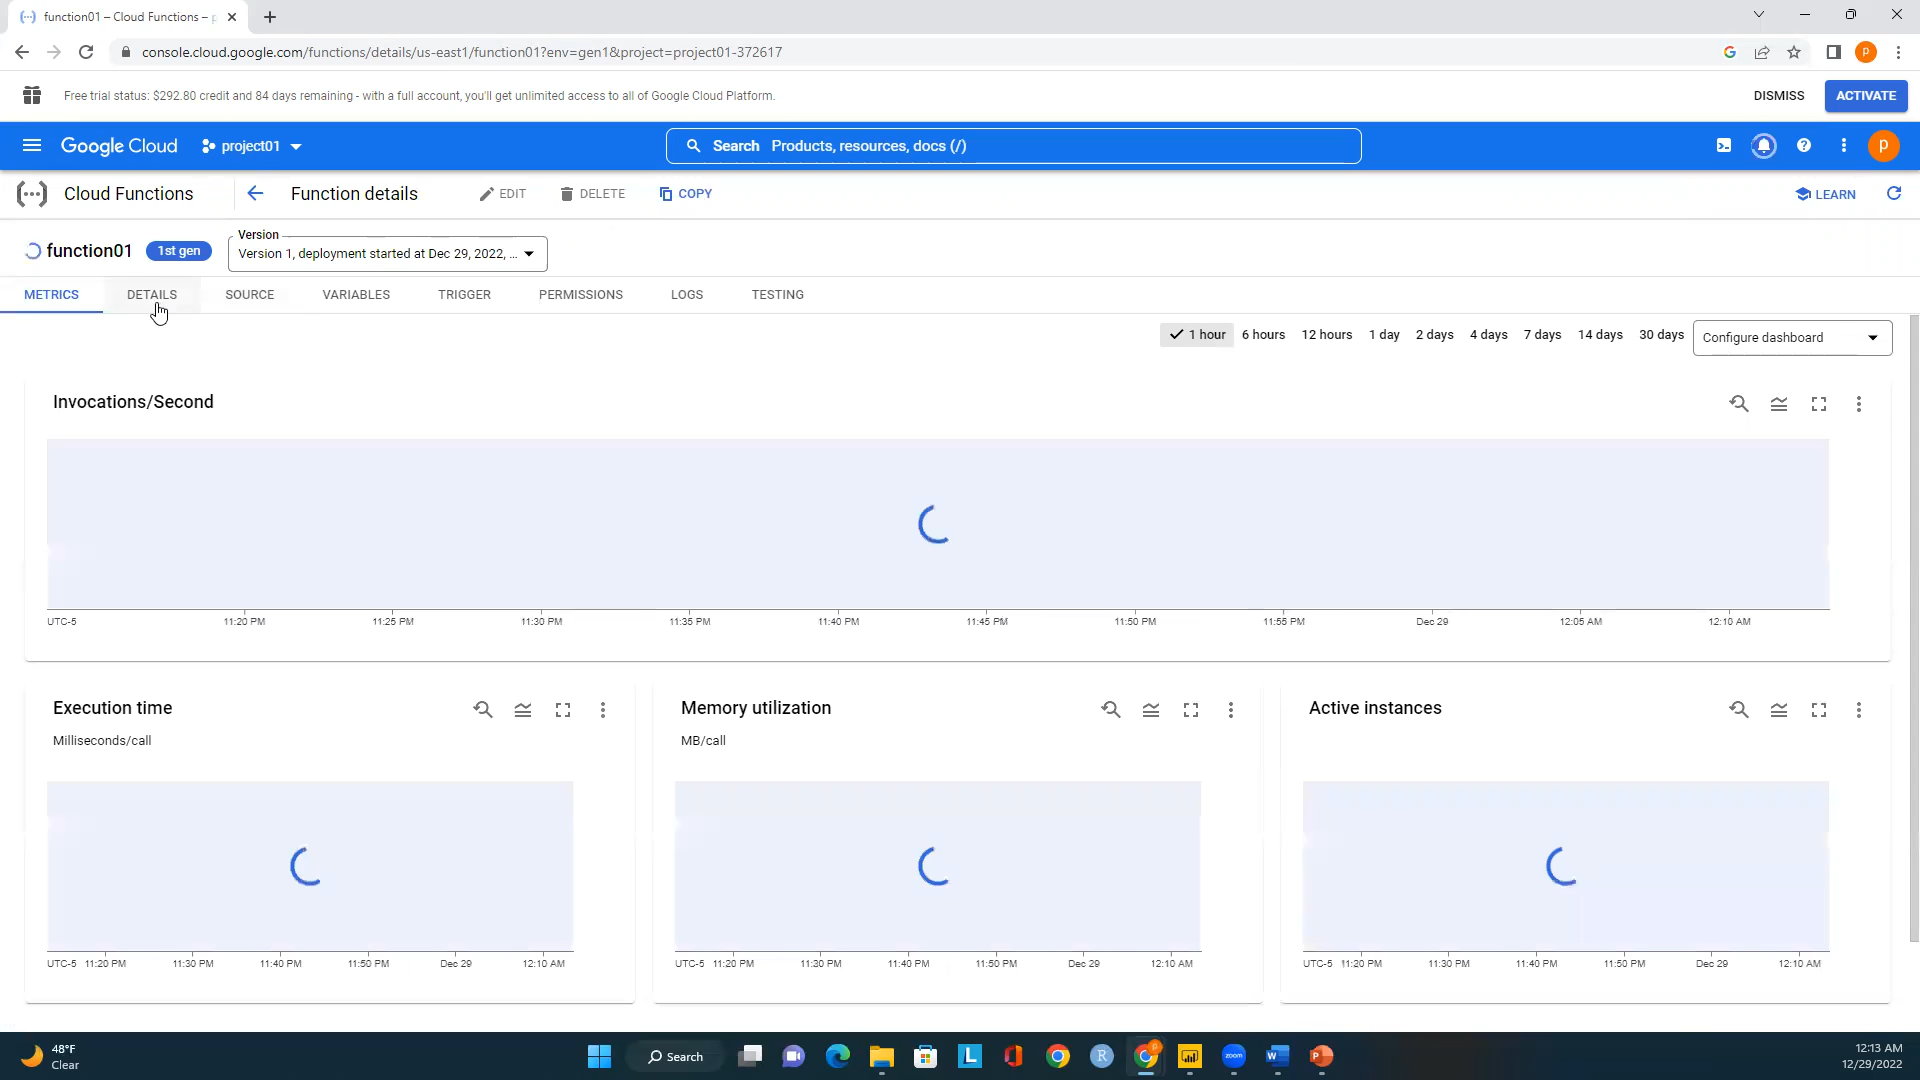 function01 – Cloud Functions – p
console.cloud.google.com/functions/details/us-east1/function01?env=gen1&project=project01-372617
P
Free trial status: $292.80 credit and 84 days remaining - with a full account, you'll get unlimited access to all of Google Cloud Platform.
DISMISS
ACTIVATE
Google Cloud
project01
Search Products, resources, docs (/)
P
Cloud Functions
Function details
EDIT
DELETE
COPY
LEARN
function01
1st gen
Version
Version 1, deployment started at Dec 29, 2022, ...
METRICS
DETAILS
SOURCE
VARIABLES
TRIGGER
PERMISSIONS
LOGS
TESTING
1 hour
6 hours
12 hours
1 day
2 days
4 days
7 days
14 days
30 days
Configure dashboard
Invocations/Second
UTC-5 11:20 PM 11:25 PM 11:30 PM 11:35 PM 11:40 PM 11:45 PM 11:50 PM 11:55 PM Dec 29 12:05 AM 12:10 AM
Execution time
Milliseconds/call
UTC-5 11:20 PM 11:30 PM 11:40 PM 11:50 PM Dec 29 12:10 AM
Memory utilization
MB/call
UTC-5 11:20 PM 11:30 PM 11:40 PM 11:50 PM Dec 29 12:10 AM
Active instances
UTC-5 11:20 PM 11:30 PM 11:40 PM 11:50 PM Dec 29 12:10 AM
48°F
Clear
Search
L
R
P
zoom
W
P
12:13 AM
12/29/2022